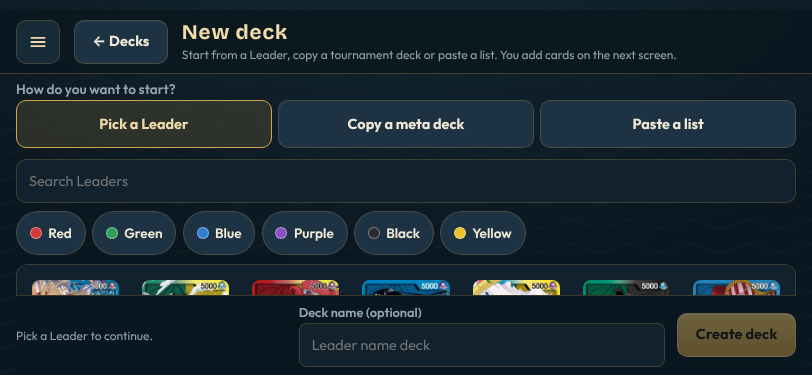 ← Decks
New deck
Start from a Leader, copy a tournament deck or paste a list. You add cards on the next screen.
How do you want to start?
Pick a Leader
Copy a meta deck
Paste a list
Search Leaders
Red
Green
Blue
Purple
Black
Yellow
5000
5000
5000
5000
5000
5000
5000
Pick a Leader to continue.
Deck name (optional)
Leader name deck
Create deck